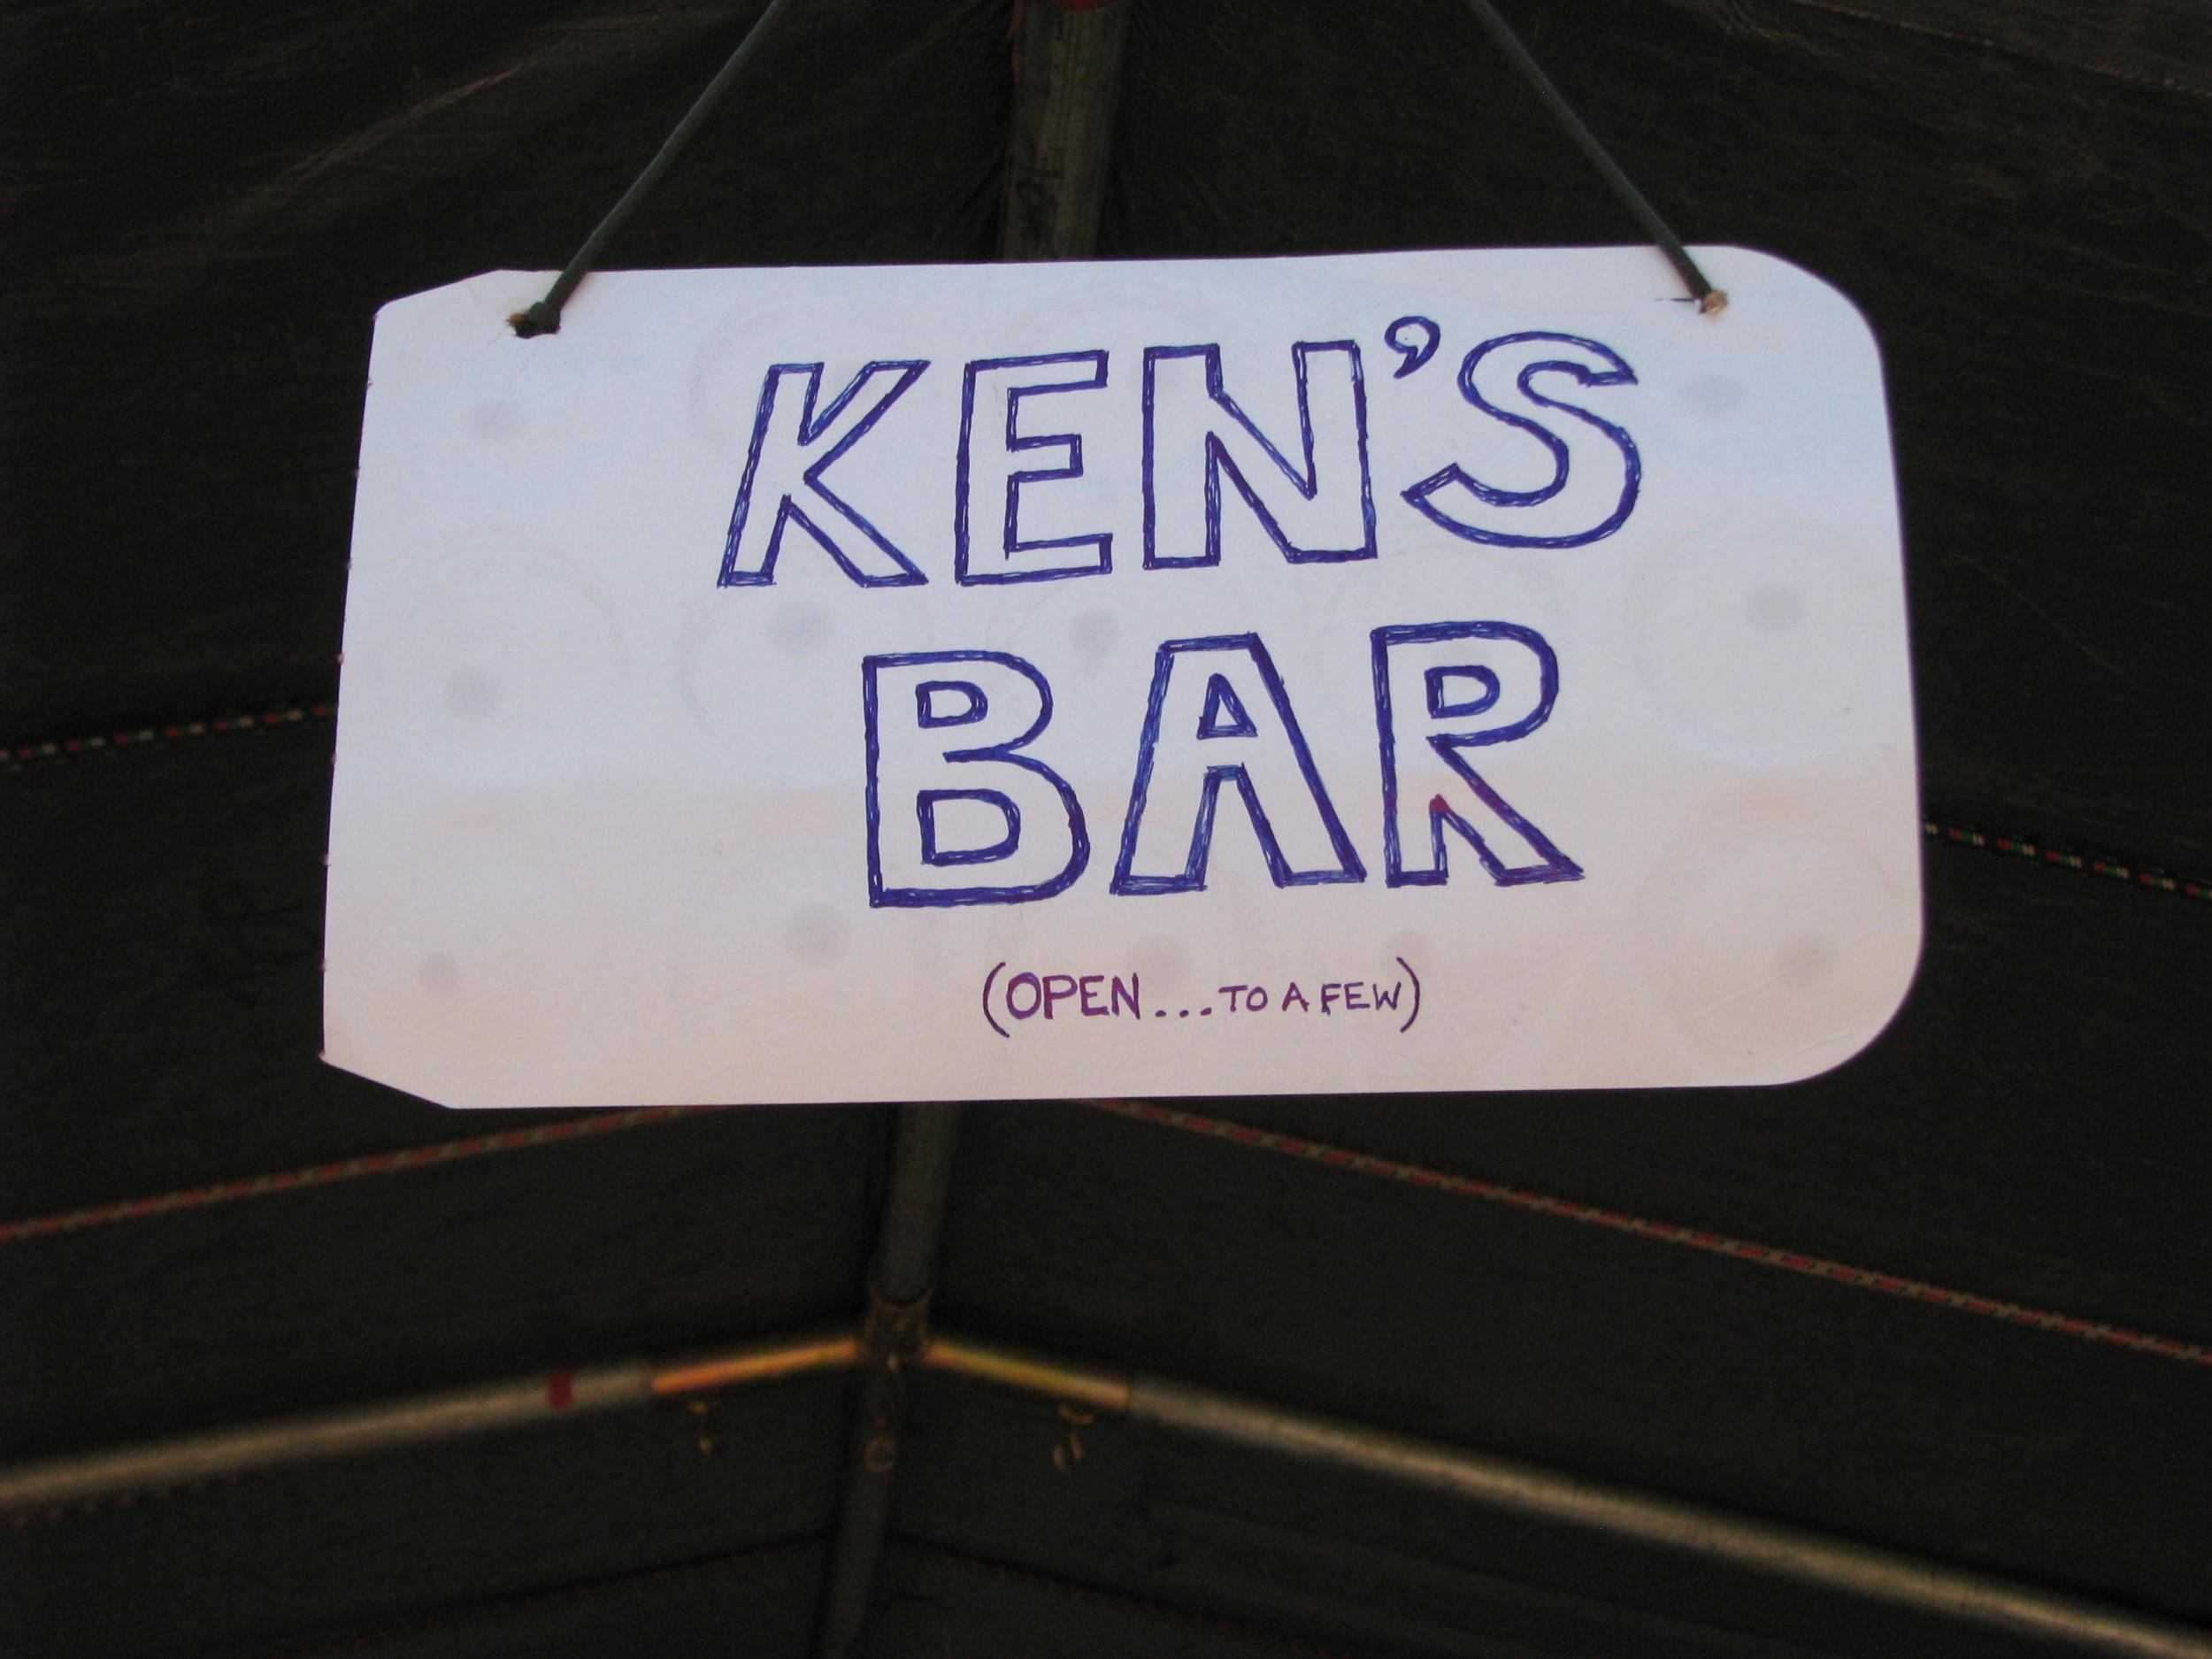 KEN'S
BAR
(OPEN...TO A FEW)